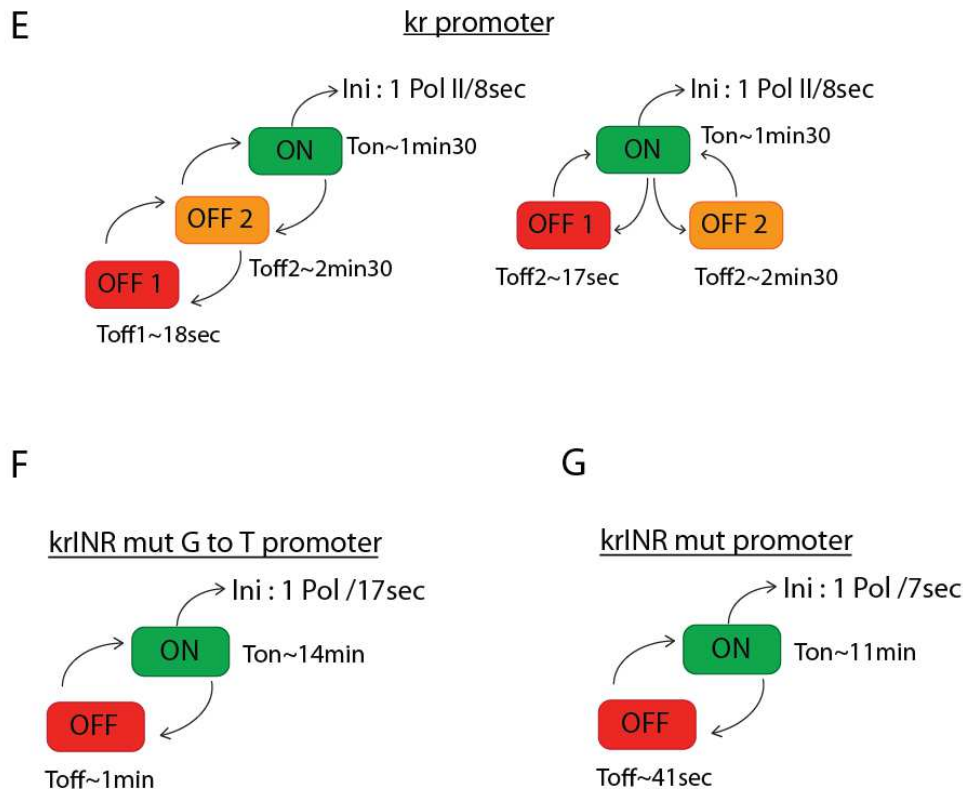 E
kr promoter
Ini : 1 Pol II/8sec
ON
Ton~1min30
OFF 2
Toff2~2min30
OFF 1
Toff1~18sec
Ini : 1 Pol II/8sec
ON
Ton~1min30
OFF 1
OFF 2
Toff2~17sec
Toff2~2min30
F
krINR mut G to T promoter
Ini : 1 Pol /17sec
ON
Ton~14min
OFF
Toff~1min
G
krINR mut promoter
Ini : 1 Pol /7sec
ON
Ton~11min
OFF
Toff~41sec